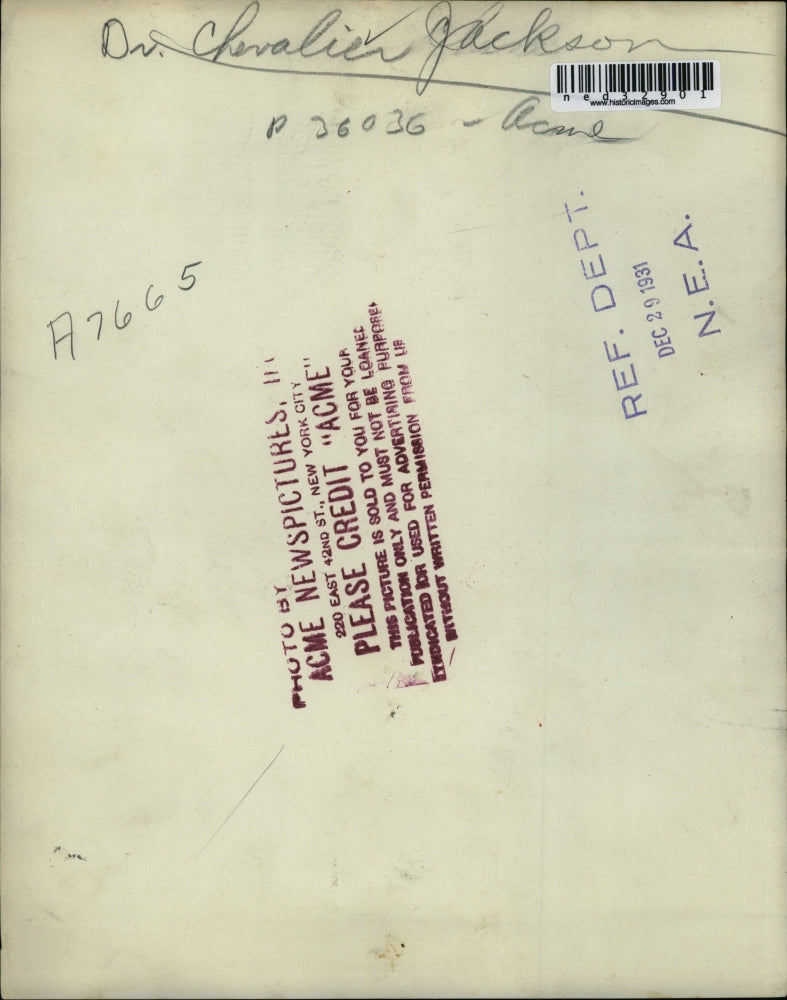 Dr. Chevalier Jackson
ned32901
www.historicimages.com
P 36036 - Acme
A7665
REF. DEPT.
DEC 29 1931
N.E.A.
PHOTO BY
ACME NEWSPICTURES, IN
220 EAST 42ND ST., NEW YORK CITY
PLEASE CREDIT "ACME"
THIS PICTURE IS SOLD TO YOU FOR YOUR
PUBLICATION ONLY AND MUST NOT BE LOANED
SYNDICATED OR USED FOR ADVERTISING PURPOSES
WITHOUT WRITTEN PERMISSION FROM US